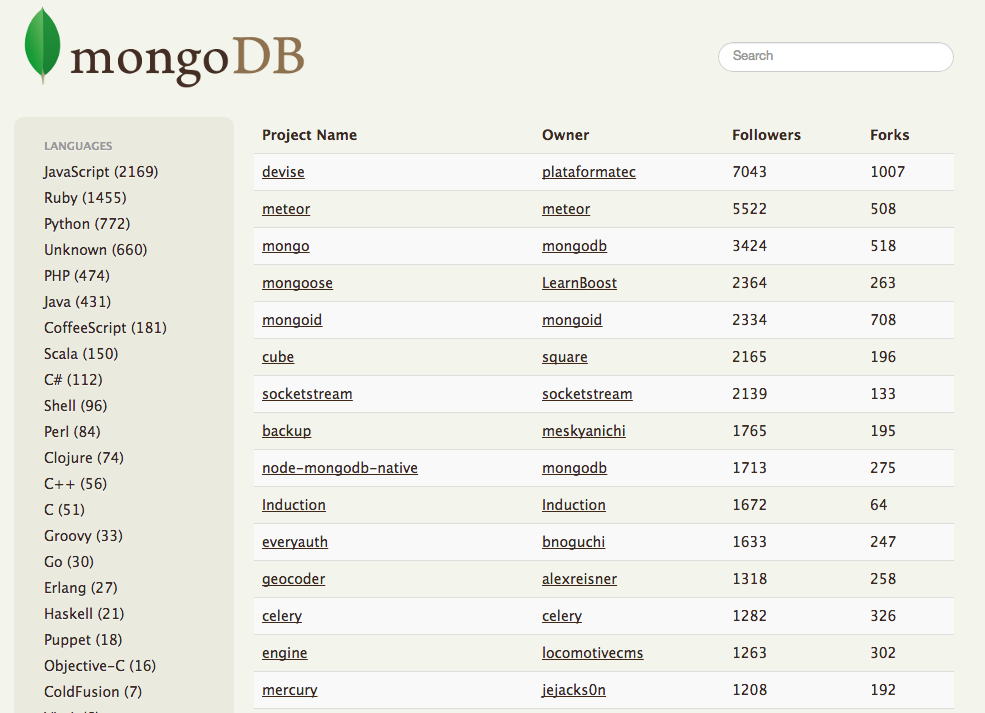 mongoDB
Search
LANGUAGES
JavaScript (2169)
Ruby (1455)
Python (772)
Unknown (660)
PHP (474)
Java (431)
CoffeeScript (181)
Scala (150)
C# (112)
Shell (96)
Perl (84)
Clojure (74)
C++ (56)
C (51)
Groovy (33)
Go (30)
Erlang (27)
Haskell (21)
Puppet (18)
Objective-C (16)
ColdFusion (7)
Project Name Owner Followers Forks
devise plataformatec 7043 1007
meteor meteor 5522 508
mongo mongodb 3424 518
mongoose LearnBoost 2364 263
mongoid mongoid 2334 708
cube square 2165 196
socketstream socketstream 2139 133
backup meskyanichi 1765 195
node-mongodb-native mongodb 1713 275
Induction Induction 1672 64
everyauth bnoguchi 1633 247
geocoder alexreisner 1318 258
celery celery 1282 326
engine locomotivecms 1263 302
mercury jejacks0n 1208 192